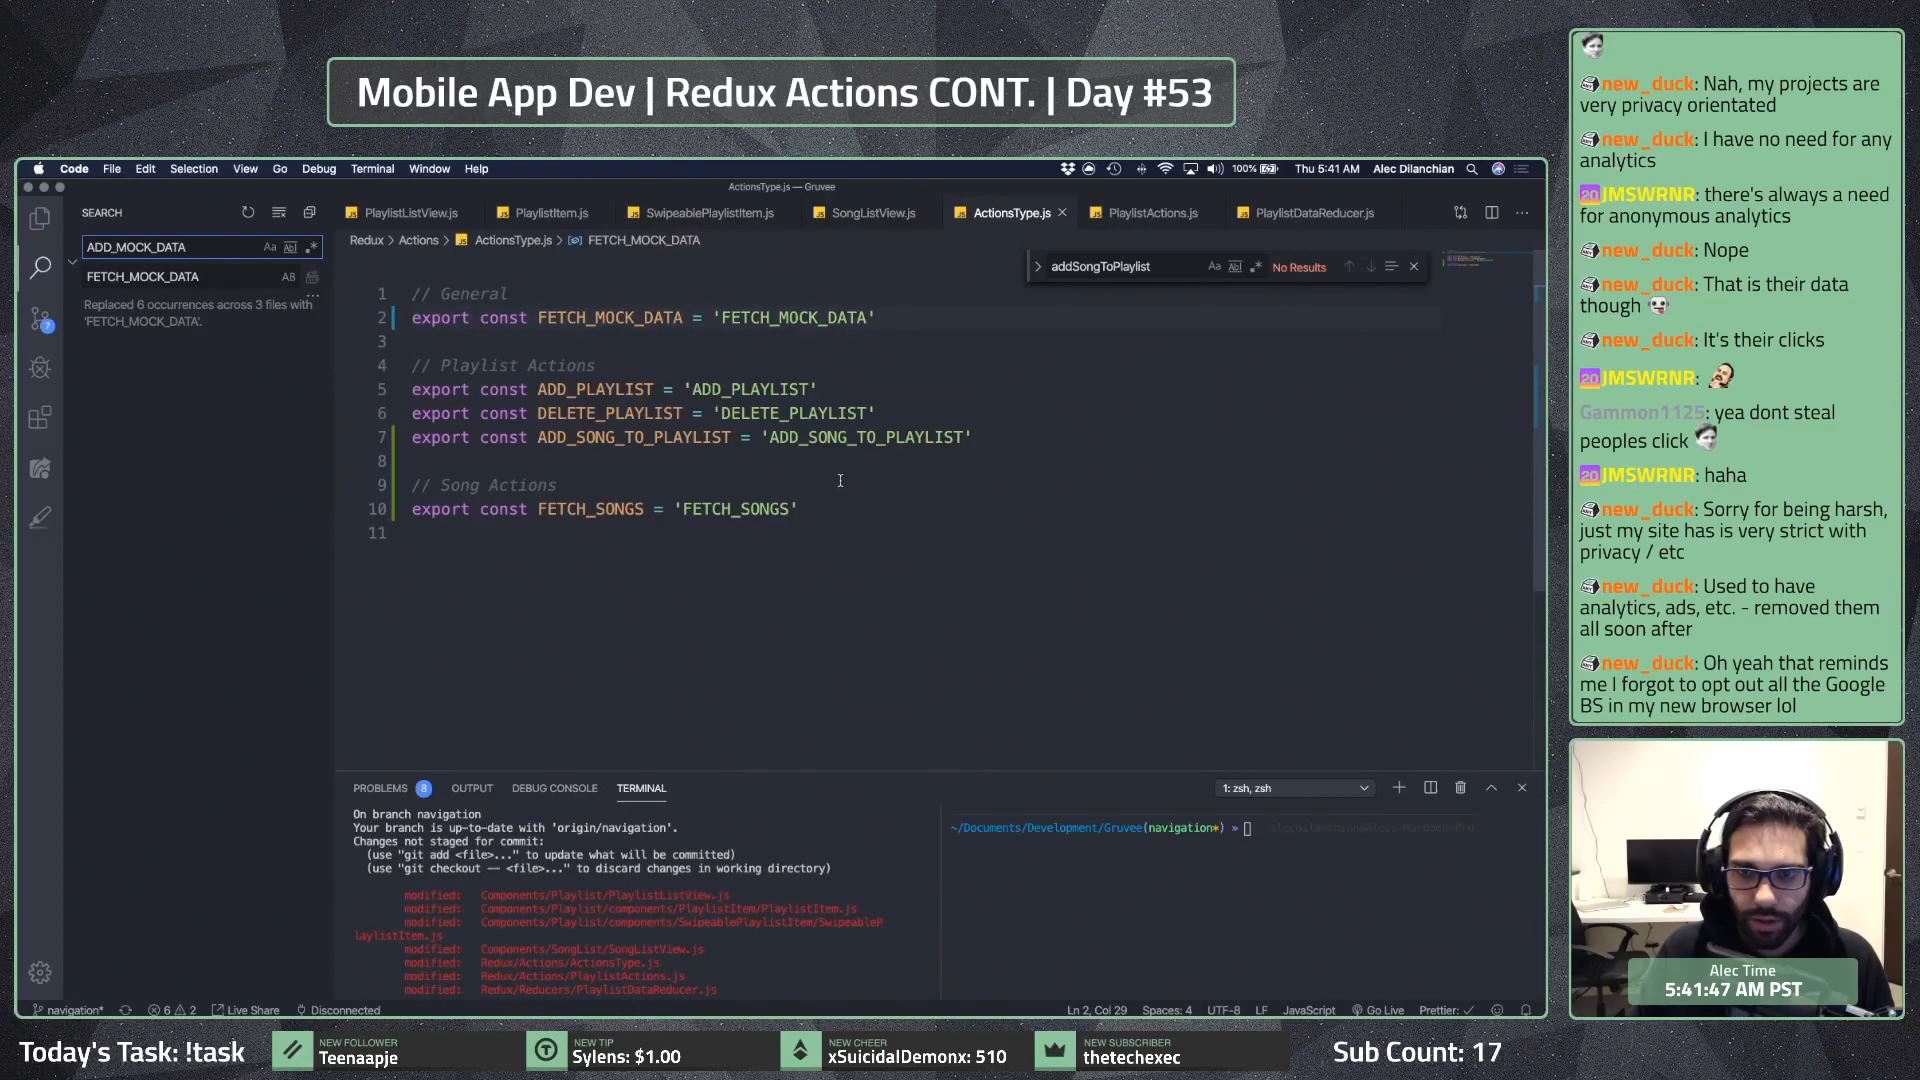 Mobile App Dev | Redux Actions CONT. | Day #53
Code File Edit Selection View Go Debug Terminal Window Help
100% Thu 5:41 AM Alec Dilanchian
ActionsType.js — Gruvee
SEARCH
ADD_MOCK_DATA
FETCH_MOCK_DATA
Replaced 6 occurrences across 3 files with
'FETCH_MOCK_DATA'.
PlaylistListView.js PlaylistItem.js SwipeablePlaylistItem.js SongListView.js ActionsType.js PlaylistActions.js PlaylistDataReducer.js
Redux > Actions > ActionsType.js > FETCH_MOCK_DATA
addSongToPlaylist Aa No Results
1 // General
2 export const FETCH_MOCK_DATA = 'FETCH_MOCK_DATA'
3
4 // Playlist Actions
5 export const ADD_PLAYLIST = 'ADD_PLAYLIST'
6 export const DELETE_PLAYLIST = 'DELETE_PLAYLIST'
7 export const ADD_SONG_TO_PLAYLIST = 'ADD_SONG_TO_PLAYLIST'
8
9 // Song Actions
10 export const FETCH_SONGS = 'FETCH_SONGS'
11
PROBLEMS 8 OUTPUT DEBUG CONSOLE TERMINAL
1: zsh, zsh
On branch navigation
Your branch is up-to-date with 'origin/navigation'.
Changes not staged for commit:
(use "git add <file>..." to update what will be committed)
(use "git checkout -- <file>..." to discard changes in working directory)
modified: Components/Playlist/PlaylistListView.js
modified: Components/Playlist/components/PlaylistItem/PlaylistItem.js
modified: Components/Playlist/components/SwipeablePlaylistItem/SwipeableP
laylistItem.js
modified: Components/SongList/SongListView.js
modified: Redux/Actions/ActionsType.js
modified: Redux/Actions/PlaylistActions.js
modified: Redux/Reducers/PlaylistDataReducer.js
~/Documents/Development/Gruvee(navigation*) »
navigation* 6 2 Live Share Disconnected
Ln 2, Col 29 Spaces: 4 UTF-8 LF JavaScript Go Live Prettier: ✓
7
new_duck: Nah, my projects are
very privacy orientated
new_duck: I have no need for any
analytics
20 JMSWRNR: there's always a need
for anonymous analytics
new_duck: Nope
new_duck: That is their data
though
new_duck: It's their clicks
20 JMSWRNR:
Gammon1125: yea dont steal
peoples click
20 JMSWRNR: haha
new_duck: Sorry for being harsh,
just my site has is very strict with
privacy / etc
new_duck: Used to have
analytics, ads, etc. - removed them
all soon after
new_duck: Oh yeah that reminds
me I forgot to opt out all the Google
BS in my new browser lol
Alec Time
5:41:47 AM PST
Today's Task: !task
NEW FOLLOWER
Teenaapje
NEW TIP
Sylens: $1.00
NEW CHEER
xSuicidalDemonx: 510
NEW SUBSCRIBER
thetechexec
Sub Count: 17